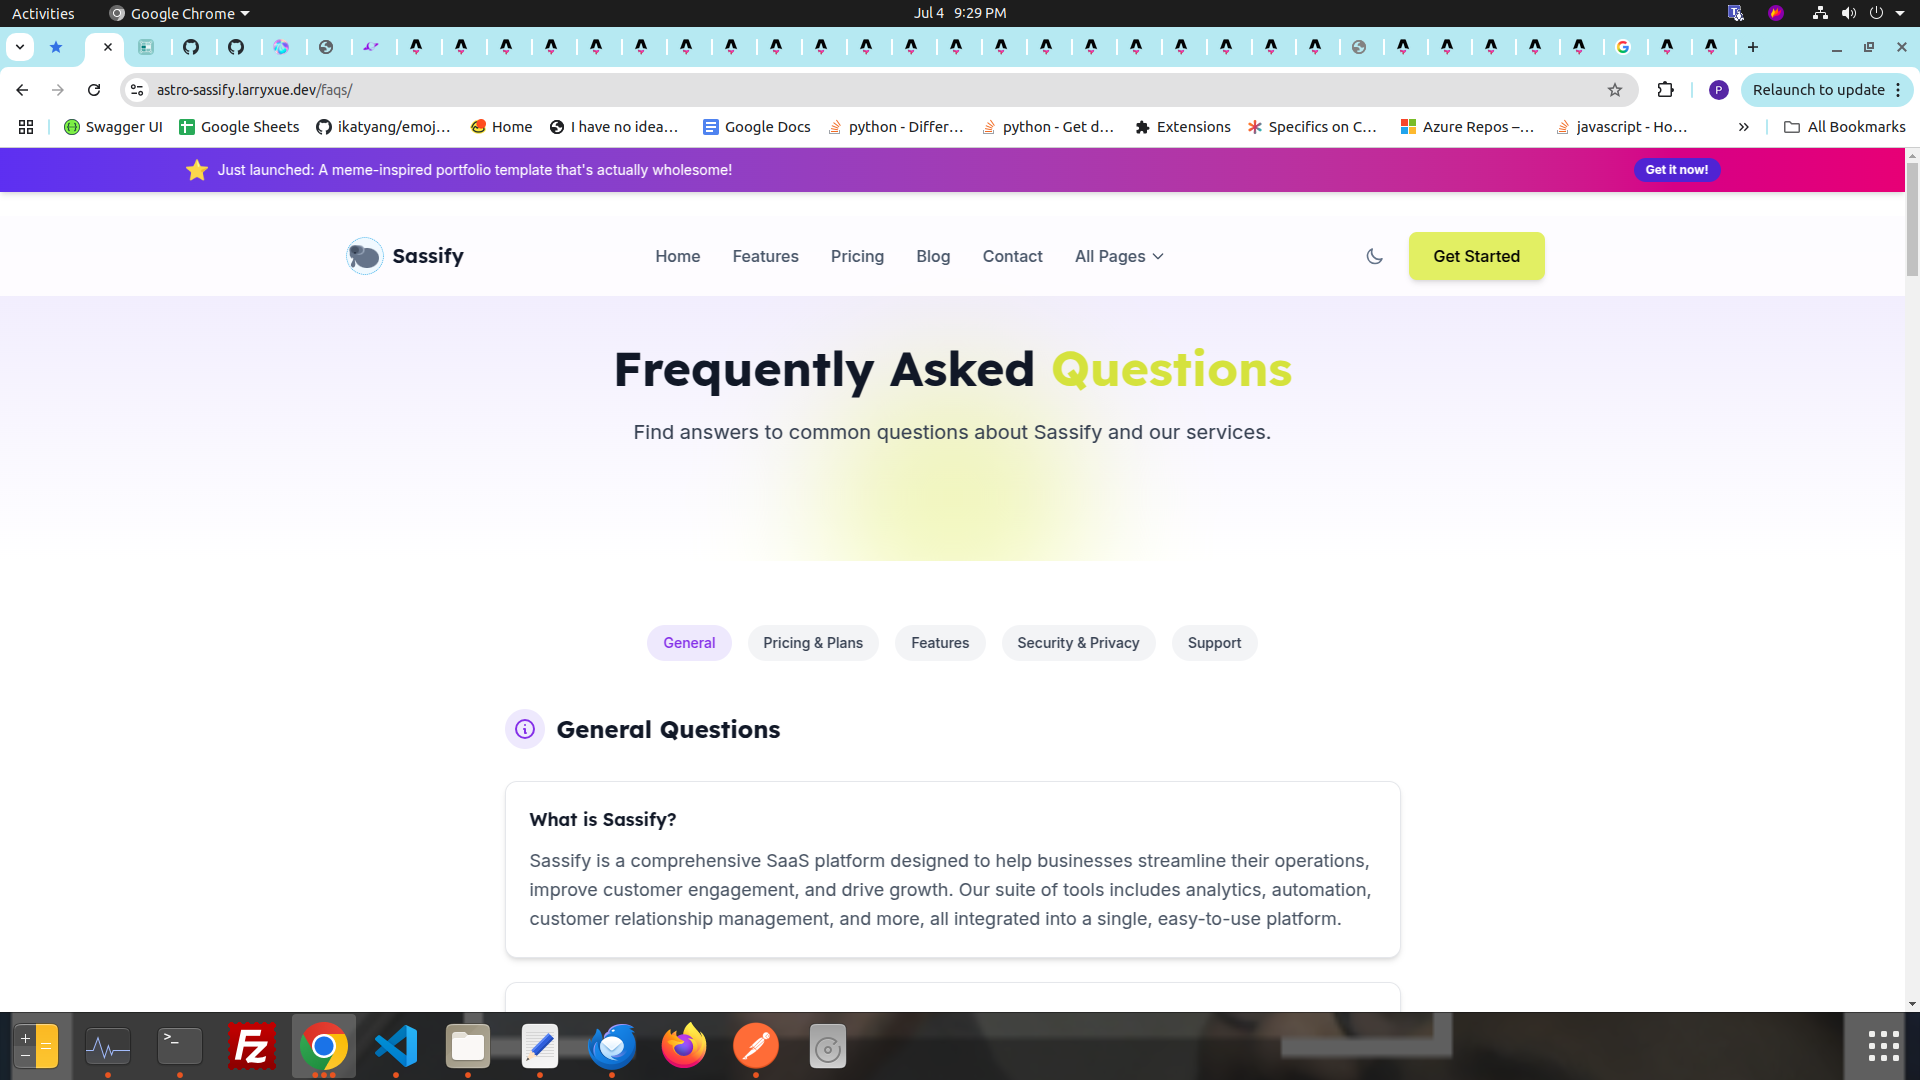 Activities
Google Chrome
Jul 4 9:29 PM
astro-sassify.larryxue.dev/faqs/
P
Relaunch to update
Swagger UI
Google Sheets
ikatyang/emoj…
Home
I have no idea…
Google Docs
python - Differ…
python - Get d…
Extensions
Specifics on C…
Azure Repos –…
javascript - Ho…
All Bookmarks
Just launched: A meme-inspired portfolio template that's actually wholesome!
Get it now!
Sassify
Home
Features
Pricing
Blog
Contact
All Pages
Get Started
Frequently Asked Questions
Find answers to common questions about Sassify and our services.
General
Pricing & Plans
Features
Security & Privacy
Support
General Questions
What is Sassify?
Sassify is a comprehensive SaaS platform designed to help businesses streamline their operations,
improve customer engagement, and drive growth. Our suite of tools includes analytics, automation,
customer relationship management, and more, all integrated into a single, easy-to-use platform.